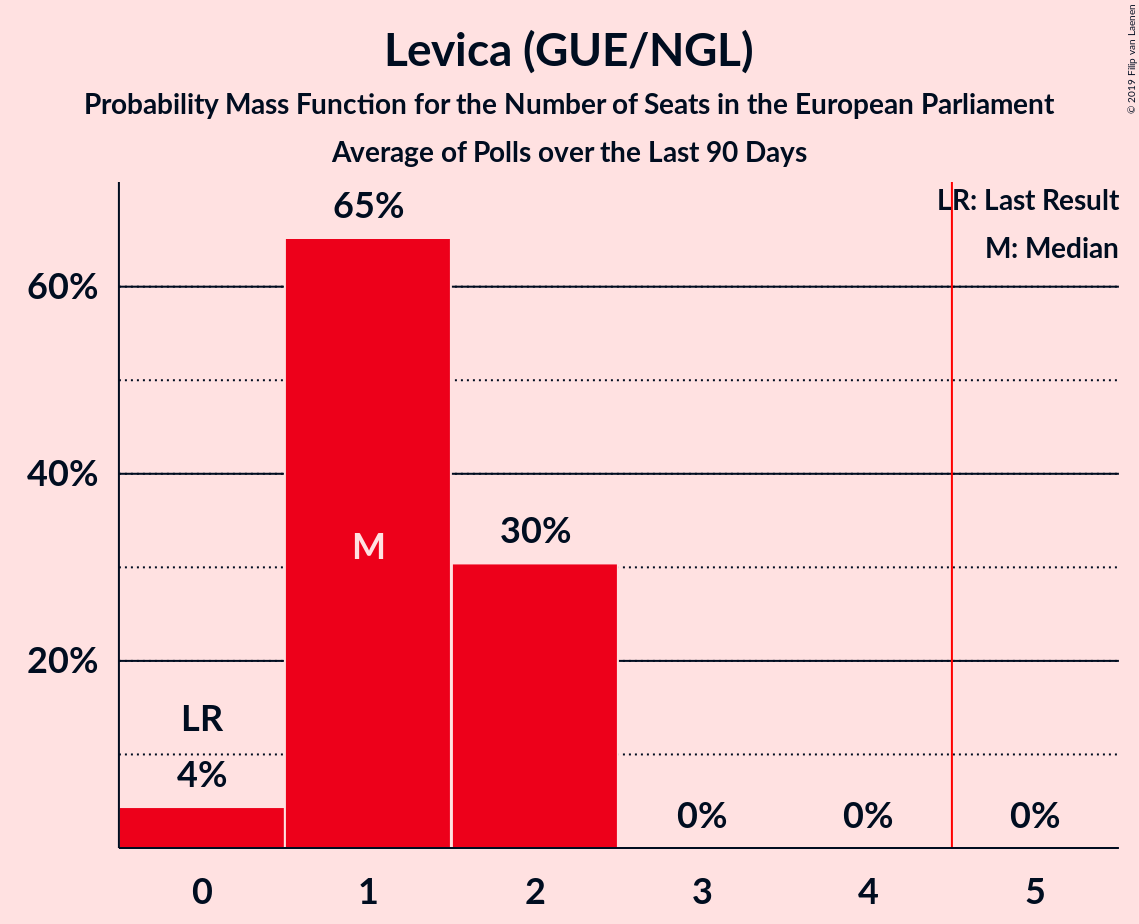 Levica (GUE/NGL)
Probability Mass Function for the Number of Seats in the European Parliament
Average of Polls over the Last 90 Days
© 2019 Filip van Laenen
LR: Last Result
M: Median
65%
60%
M
40%
30%
20%
LR
4%
0%
0%
0%
0
1
2
3
4
5